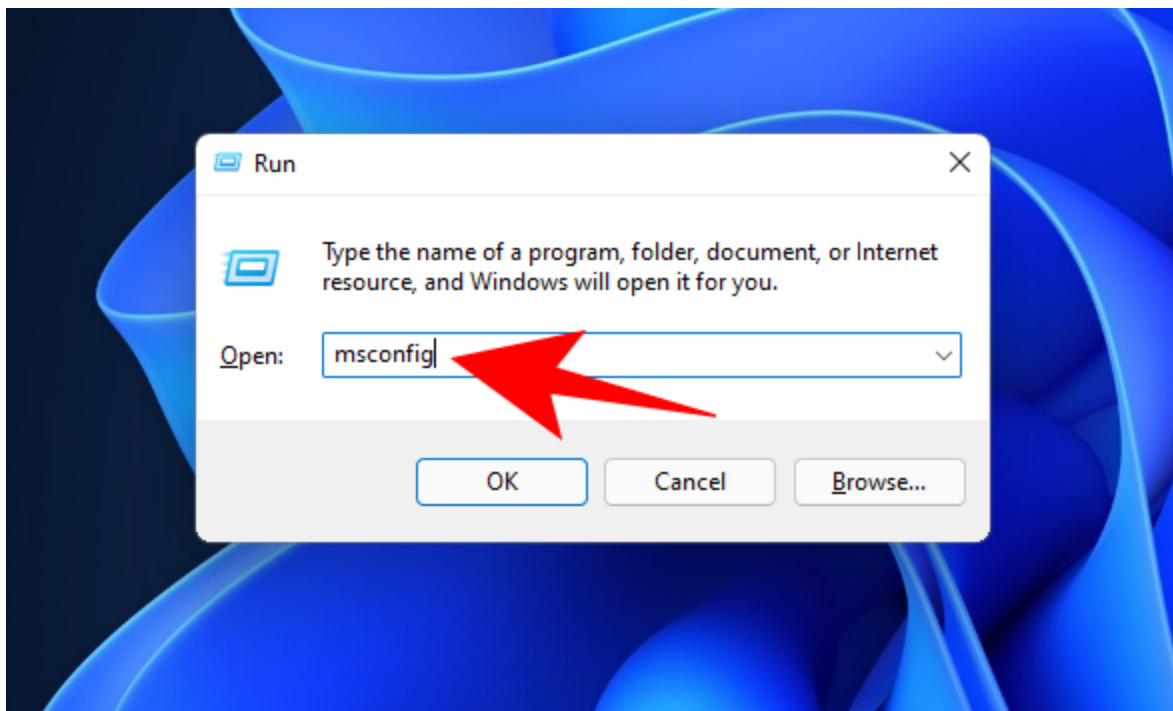 Run
Type the name of a program, folder, document, or Internet
resource, and Windows will open it for you.
Open: msconfig
OK Cancel Browse...